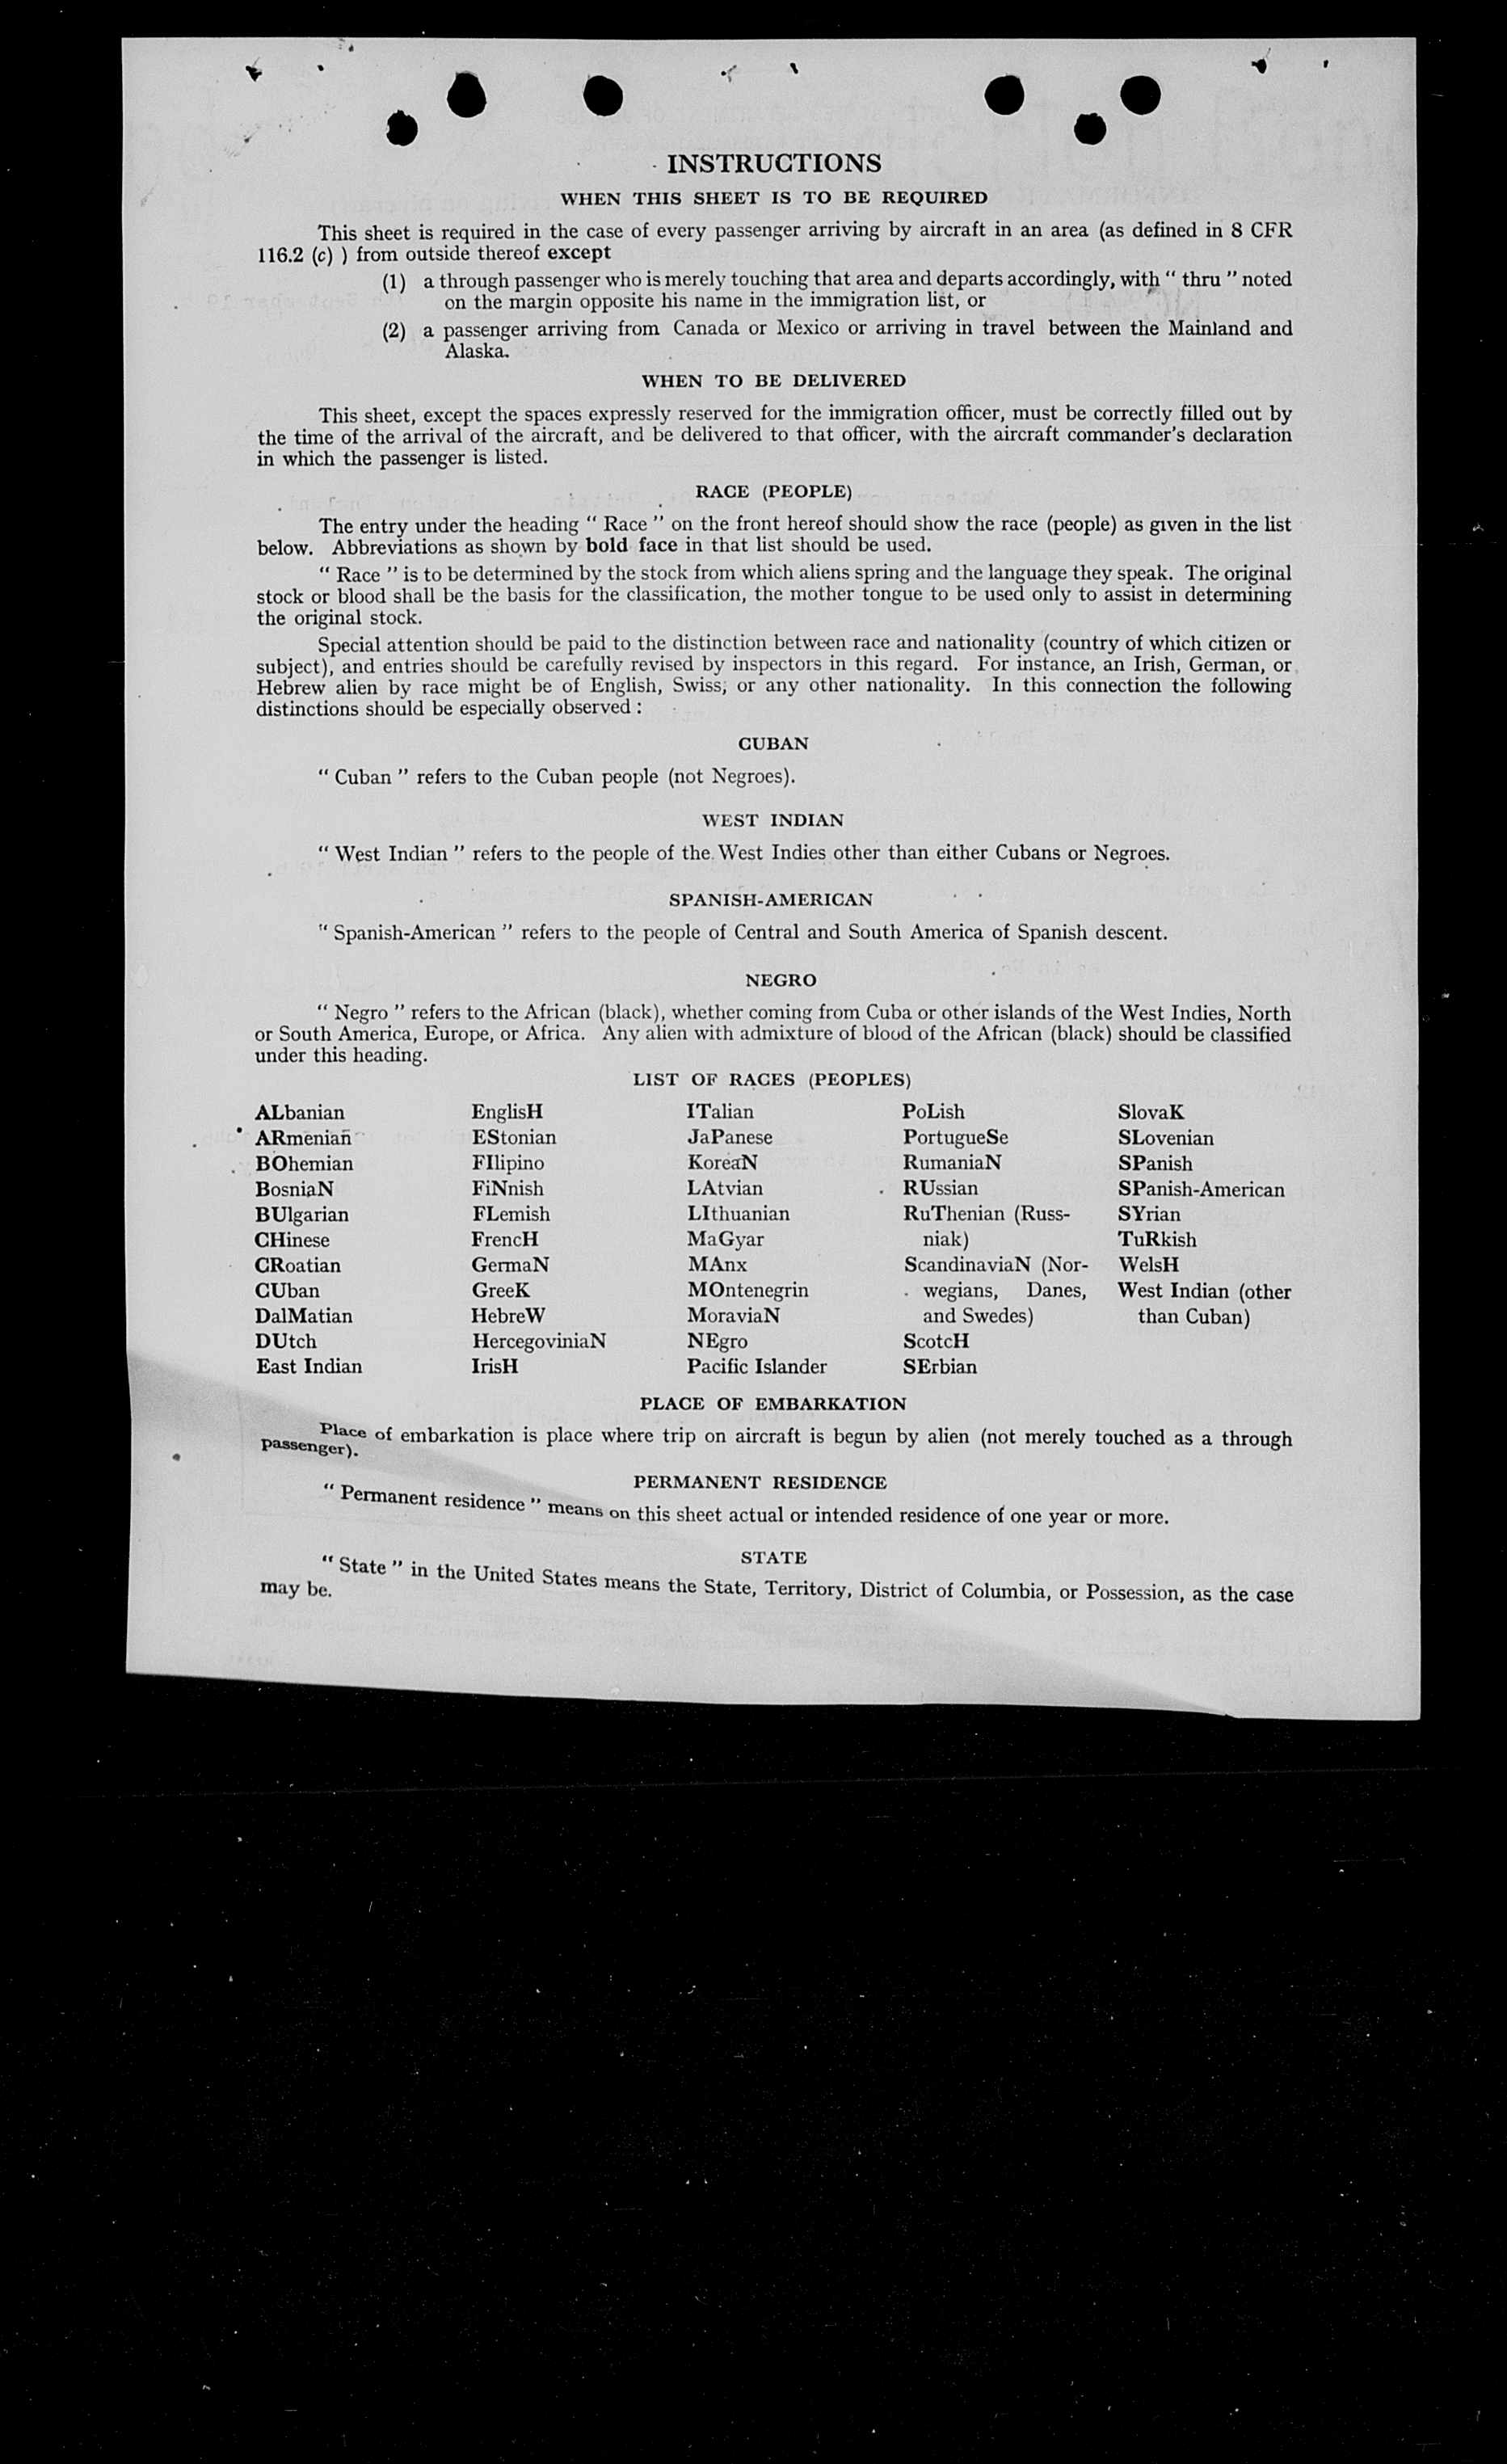 INSTRUCTIONS
WHEN THIS SHEET IS TO BE REQUIRED
This sheet is required in the case of every passenger arriving by aircraft in an area (as defined in 8 CFR
116.2 (c) ) from outside thereof except
(1) a through passenger who is merely touching that area and departs accordingly, with “ thru ” noted
on the margin opposite his name in the immigration list, or
(2) a passenger arriving from Canada or Mexico or arriving in travel between the Mainland and
Alaska.
WHEN TO BE DELIVERED
This sheet, except the spaces expressly reserved for the immigration officer, must be correctly filled out by
the time of the arrival of the aircraft, and be delivered to that officer, with the aircraft commander’s declaration
in which the passenger is listed.
RACE (PEOPLE)
The entry under the heading “ Race ” on the front hereof should show the race (people) as given in the list
below. Abbreviations as shown by bold face in that list should be used.
“ Race ” is to be determined by the stock from which aliens spring and the language they speak. The original
stock or blood shall be the basis for the classification, the mother tongue to be used only to assist in determining
the original stock.
Special attention should be paid to the distinction between race and nationality (country of which citizen or
subject), and entries should be carefully revised by inspectors in this regard. For instance, an Irish, German, or
Hebrew alien by race might be of English, Swiss, or any other nationality. In this connection the following
distinctions should be especially observed :
CUBAN
“ Cuban ” refers to the Cuban people (not Negroes).
WEST INDIAN
“ West Indian ” refers to the people of the West Indies other than either Cubans or Negroes.
SPANISH-AMERICAN
“ Spanish-American ” refers to the people of Central and South America of Spanish descent.
NEGRO
“ Negro ” refers to the African (black), whether coming from Cuba or other islands of the West Indies, North
or South America, Europe, or Africa. Any alien with admixture of blood of the African (black) should be classified
under this heading.
LIST OF RACES (PEOPLES)
ALbanian
ARmenian
BOhemian
BosniaN
BUlgarian
CHinese
CRoatian
CUban
DalMatian
DUtch
East Indian
EnglisH
EStonian
FIlipino
FiNnish
FLemish
FrencH
GermaN
GreeK
HebreW
HercegoviniaN
IrisH
ITalian
JaPanese
KoreaN
LAtvian
LIthuanian
MaGyar
MAnx
MOntenegrin
MoraviaN
NEgro
Pacific Islander
PoLish
PortugueSe
RumaniaN
RUssian
RuThenian (Russ-
niak)
ScandinaviaN (Nor-
wegians, Danes,
and Swedes)
ScotcH
SErbian
SlovaK
SLovenian
SPanish
SPanish-American
SYrian
TuRkish
WelsH
West Indian (other
than Cuban)
PLACE OF EMBARKATION
Place of embarkation is place where trip on aircraft is begun by alien (not merely touched as a through
passenger).
PERMANENT RESIDENCE
“ Permanent residence ” means on this sheet actual or intended residence of one year or more.
STATE
“ State ” in the United States means the State, Territory, District of Columbia, or Possession, as the case
may be.